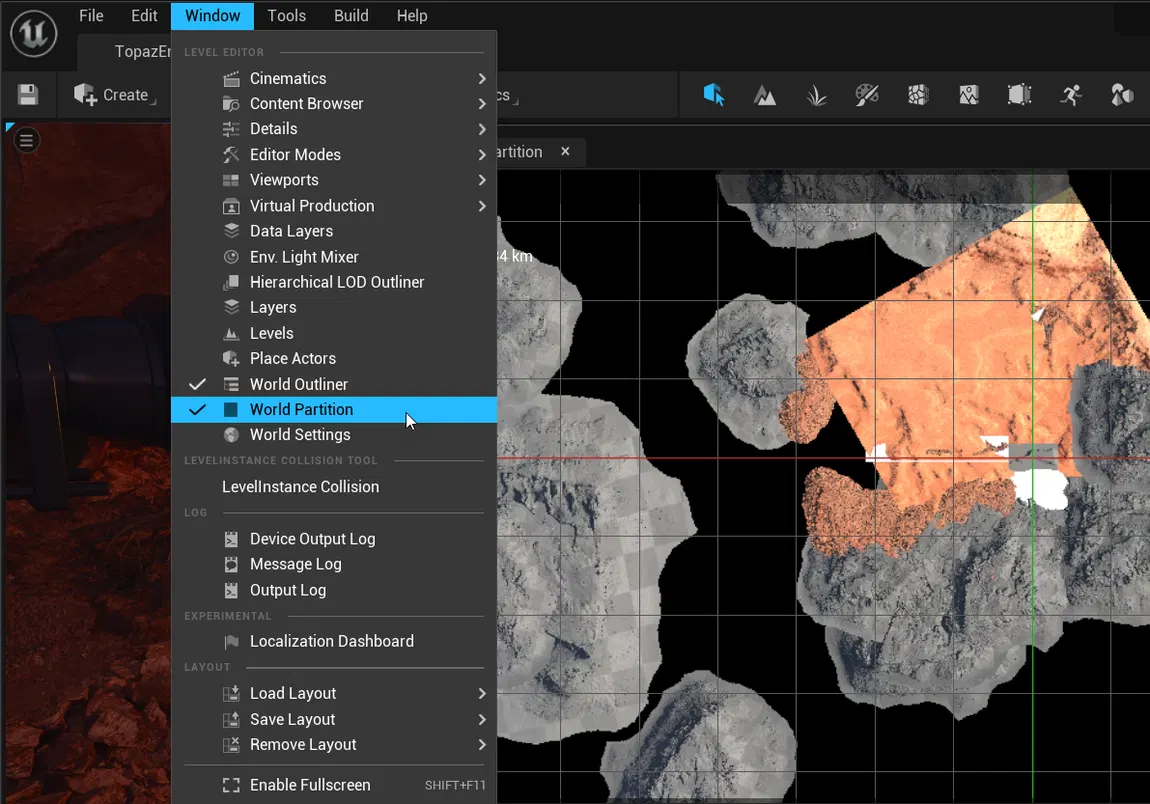 File Edit Window Tools Build Help
TopazEn
Create
cs
artition
LEVEL EDITOR
Cinematics
Content Browser
Details
Editor Modes
Viewports
Virtual Production
Data Layers
Env. Light Mixer
Hierarchical LOD Outliner
Layers
Levels
Place Actors
World Outliner
World Partition
World Settings
LEVELINSTANCE COLLISION TOOL
LevelInstance Collision
LOG
Device Output Log
Message Log
Output Log
EXPERIMENTAL
Localization Dashboard
LAYOUT
Load Layout
Save Layout
Remove Layout
Enable Fullscreen SHIFT+F11
34 km